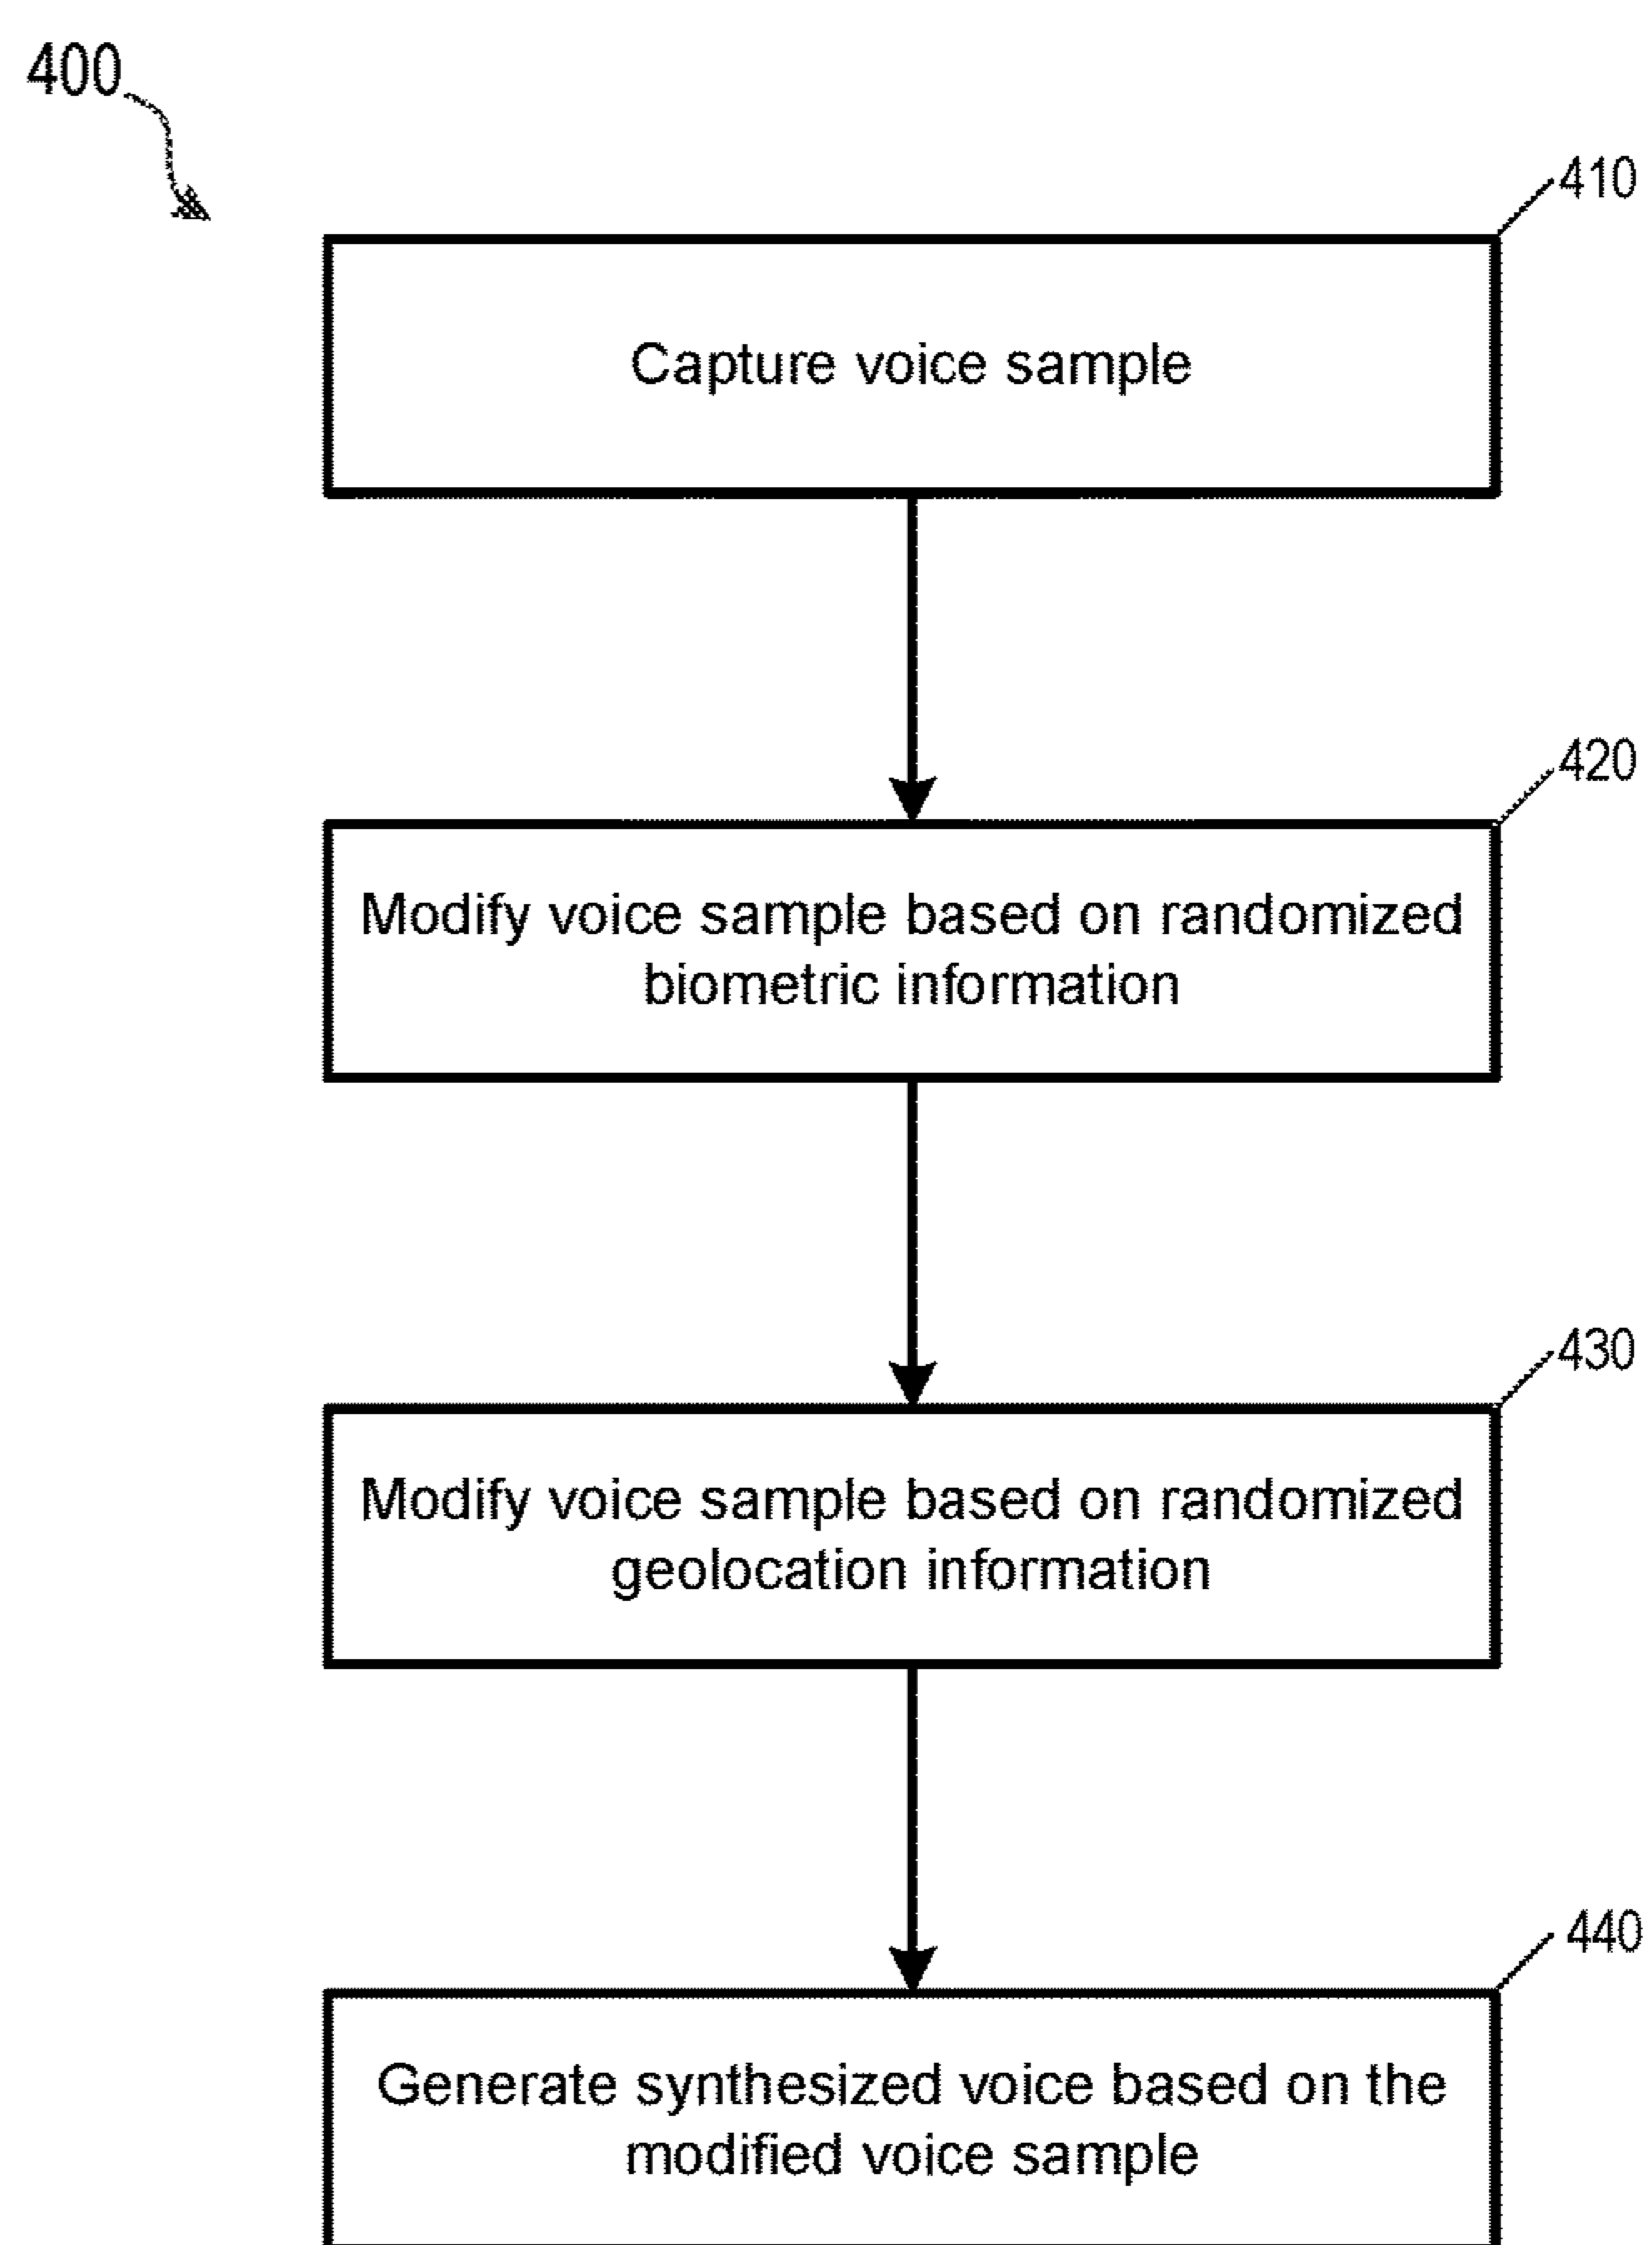 400
410
Capture voice sample
420
Modify voice sample based on randomized
biometric information
430
Modify voice sample based on randomized
geolocation information
440
Generate synthesized voice based on the
modified voice sample